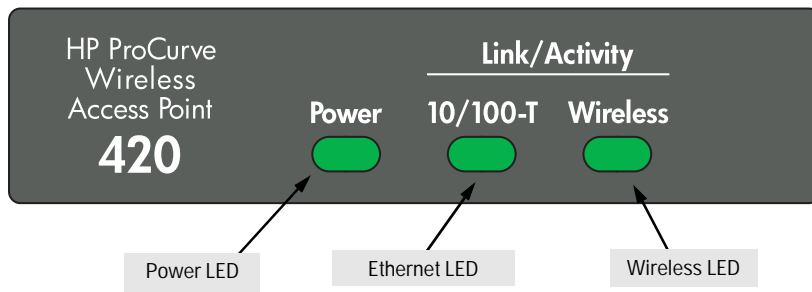 HP ProCurve
Wireless
Access Point
420
Link/Activity
Power
10/100-T
Wireless
Power LED
Ethernet LED
Wireless LED